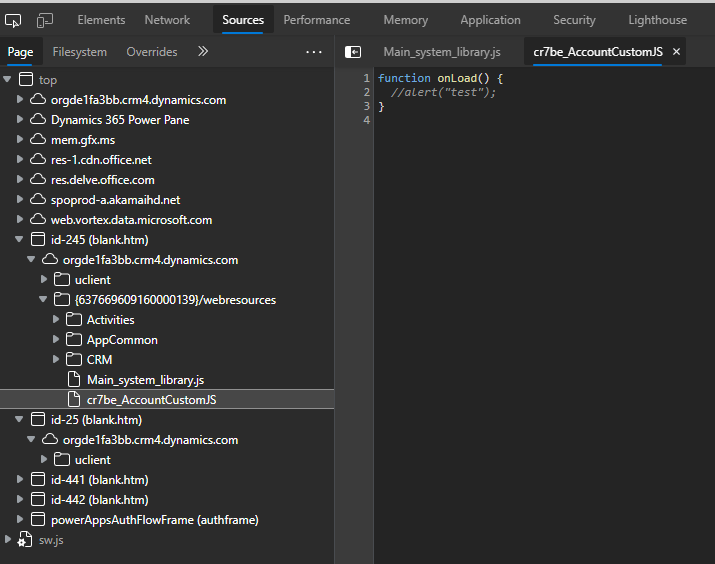 Elements Network Sources Performance Memory Application Security Lighthouse
Page Filesystem Overrides
Main_system_library.js cr7be_AccountCustomJS
top
orgde1fa3bb.crm4.dynamics.com
Dynamics 365 Power Pane
mem.gfx.ms
res-1.cdn.office.net
res.delve.office.com
spoprod-a.akamaihd.net
web.vortex.data.microsoft.com
id-245 (blank.htm)
orgde1fa3bb.crm4.dynamics.com
uclient
{637669609160000139}/webresources
Activities
AppCommon
CRM
Main_system_library.js
cr7be_AccountCustomJS
id-25 (blank.htm)
orgde1fa3bb.crm4.dynamics.com
uclient
id-441 (blank.htm)
id-442 (blank.htm)
powerAppsAuthFlowFrame (authframe)
sw.js
1 function onLoad() {
2 //alert("test");
3 }
4